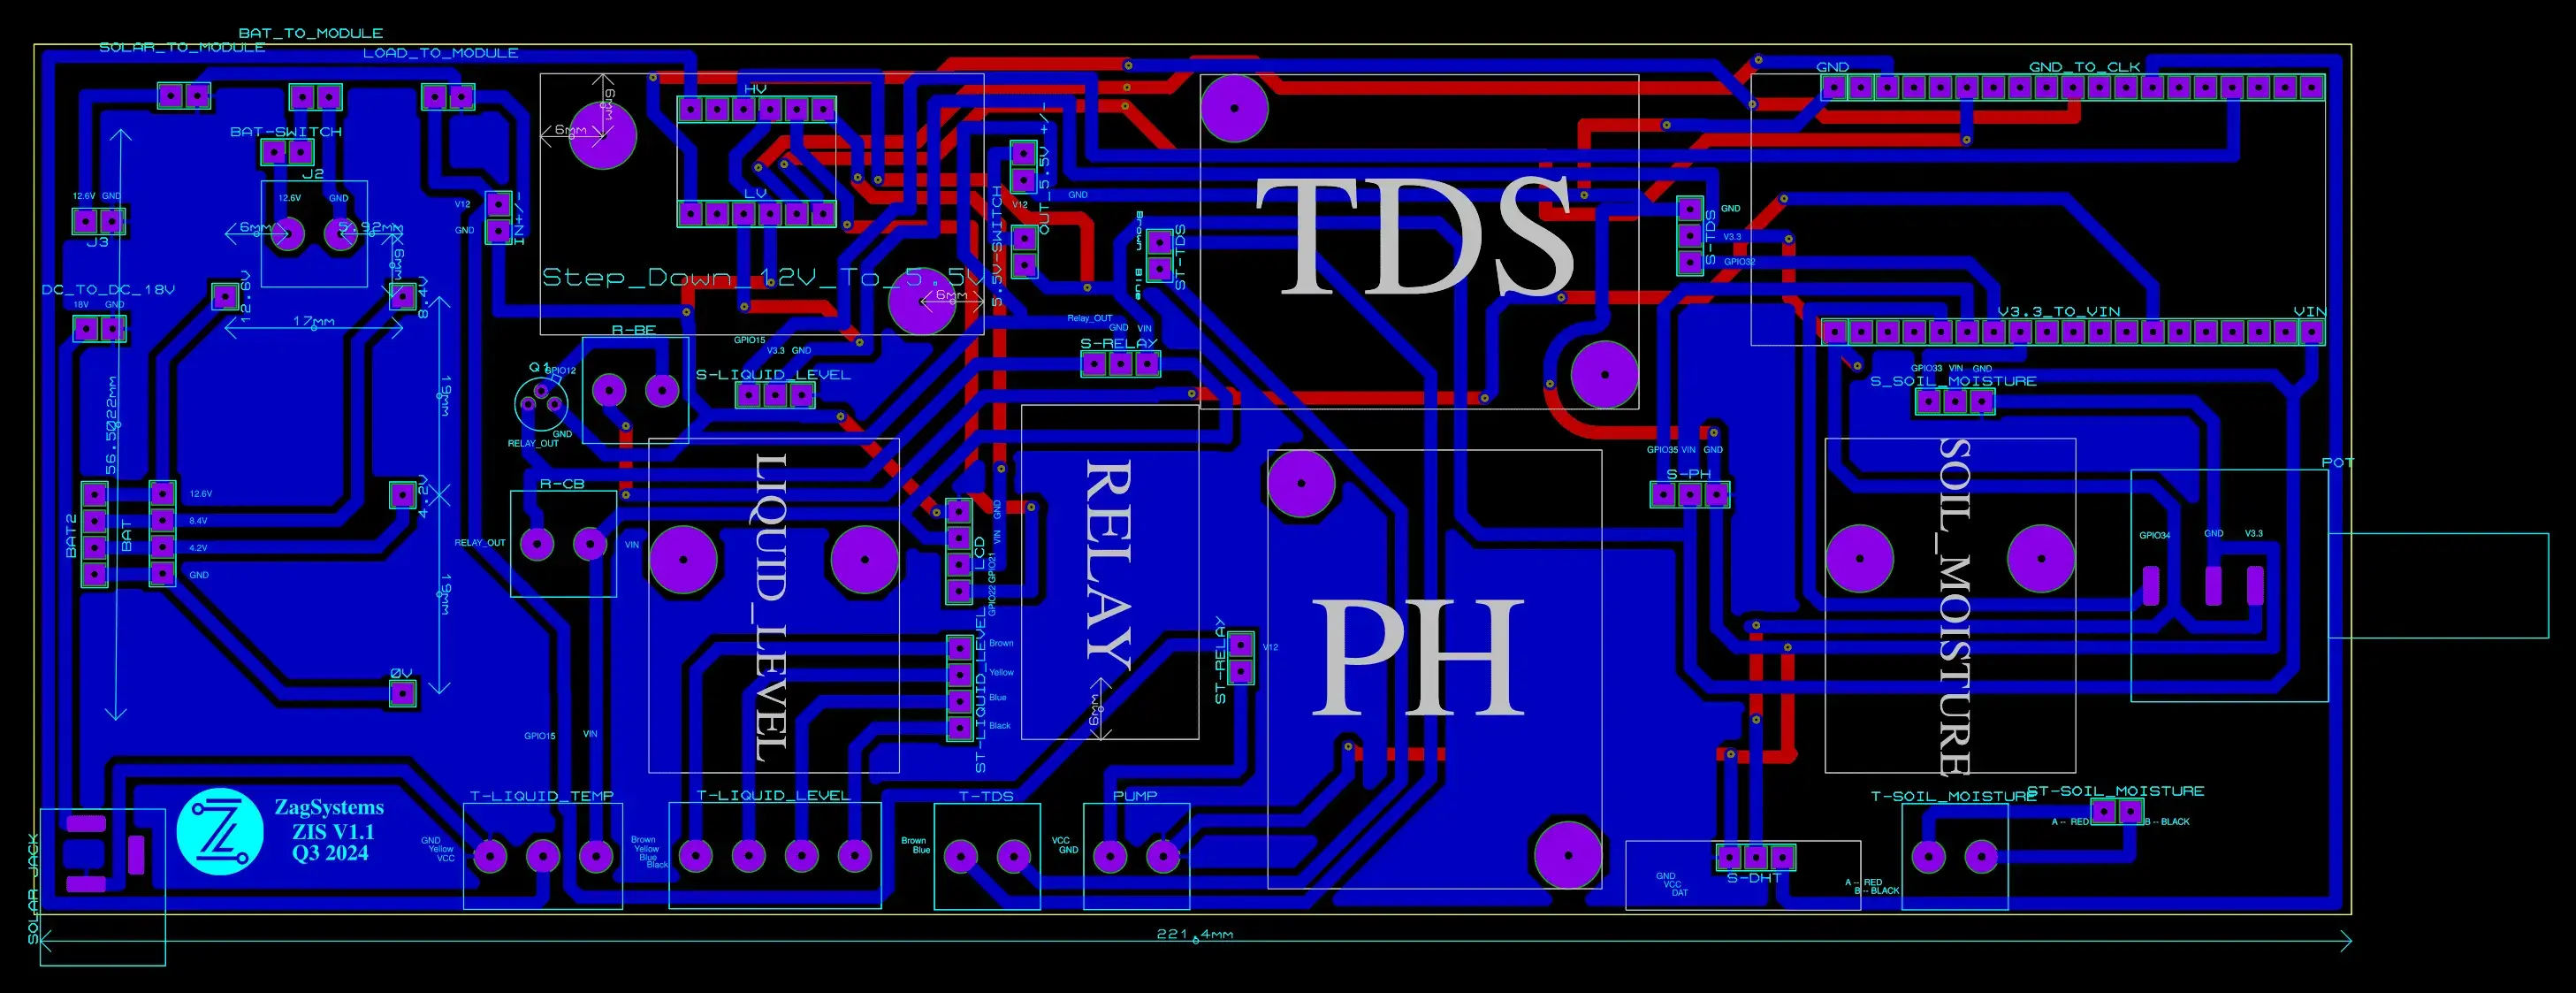 BAT_TO_MODULE
SOLAR_TO_MODULE
LOAD_TO_MODULE
GND
GND_TO_CLK
HV
6mm
6mm
BAT-SWITCH
J2
12.6V GND
12.6V
GND
V12
GND
IN+/-
J3
6mm
5.92mm
6mm
LV
OUT_5.5V +/-
V12
GND
5.5V-SWITCH
Brown
Blue
ST-TDS
TDS
GND
V3.3
GPIO32
S-TDS
DC_TO_DC_18V
18V
GND
12.6V
8.4V
17mm
Step_Down_12V_To_5.5V
6mm
V3.3_TO_VIN
VIN
R-BE
GPIO15
V3.3 GND
S-LIQUID_LEVEL
Relay_OUT
GND
VIN
S-RELAY
Q1
GPIO12
GND
RELAY_OUT
GPIO33 VIN GND
S_SOIL_MOISTURE
19mm
56.5022mm
LIQUID_LEVEL
RELAY
PH
SOIL_MOISTURE
GPIO35 VIN GND
S-PH
POT
GPIO34
GND
V3.3
R-CB
RELAY_OUT
VIN
4.2V
BAT2
BAT
12.6V
8.4V
4.2V
GND
19mm
LCD
GND
VIN
GPIO21
GPIO22
0V
ST-LIQUID_LEVEL
Brown
Yellow
Blue
Black
ST-RELAY
V12
6mm
GPIO15
VIN
SOLAR_JACK
ZagSystems
ZIS V1.1
Q3 2024
T-LIQUID_TEMP
GND
Yellow
VCC
T-LIQUID_LEVEL
Brown
Yellow
Blue
Black
T-TDS
Brown
Blue
PUMP
VCC
GND
S-DHT
GND
VCC
DAT
T-SOIL_MOISTURE
A -- RED
B -- BLACK
ST-SOIL_MOISTURE
A -- RED
B -- BLACK
221.4mm